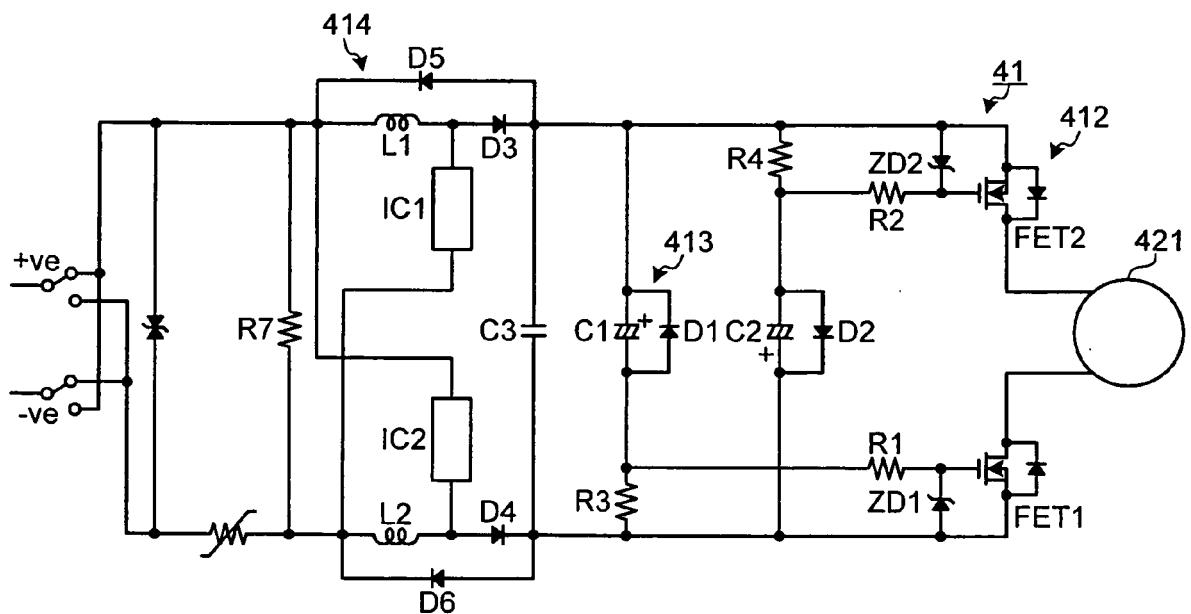 414
D5
41
412
L1
D3
R4
ZD2
IC1
R2
FET2
+ve
413
421
R7
C3
C1
+
D1
C2
+
D2
-ve
IC2
R1
L2
D4
R3
ZD1
FET1
D6